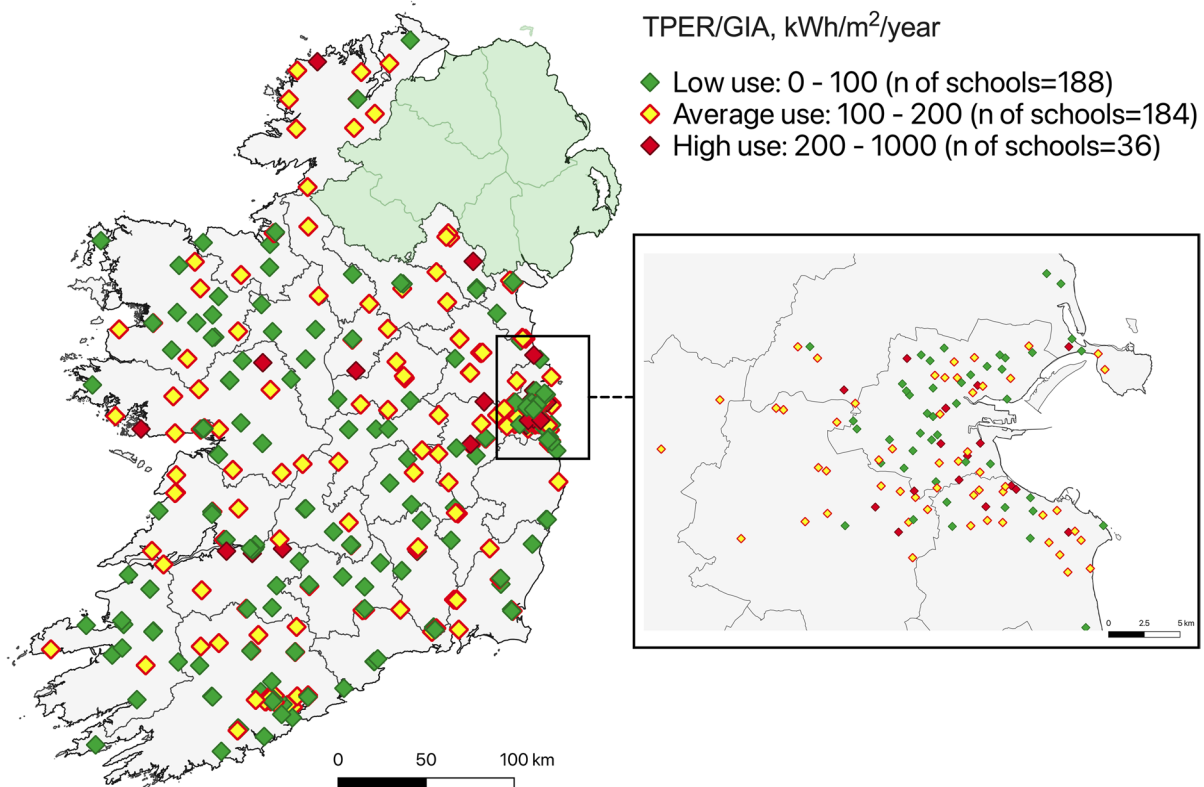 TPER/GIA, kWh/m²/year
Low use: 0 - 100 (n of schools=188)
Average use: 100 - 200 (n of schools=184)
High use: 200 - 1000 (n of schools=36)
0 2.5 5 km
0 50 100 km